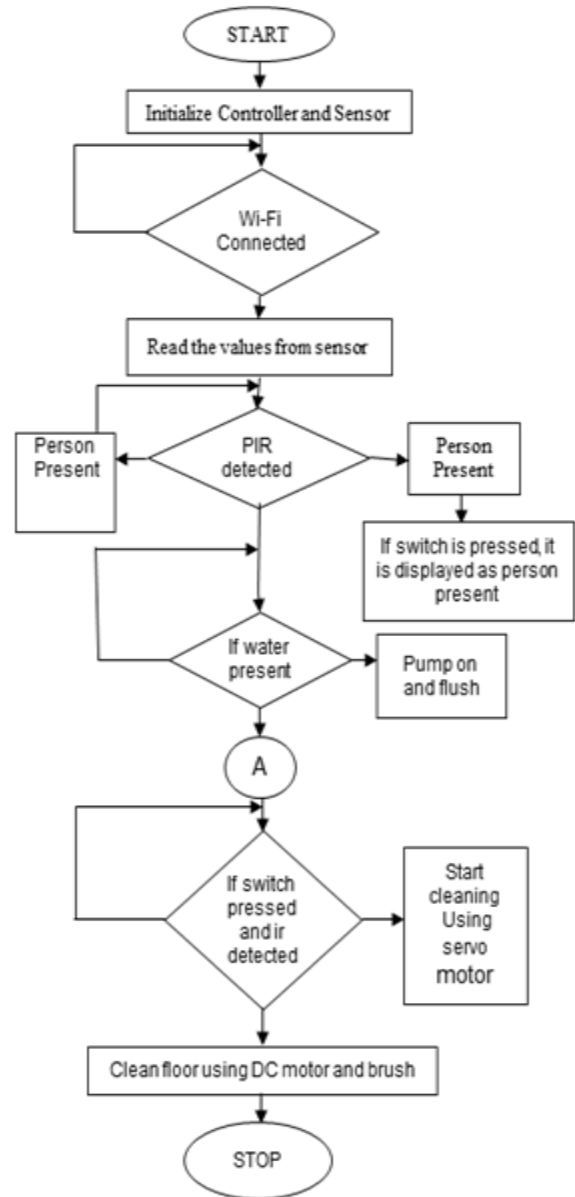 START
Initialize Controller and Sensor
Wi-Fi
Connected
Read the values from sensor
Person
Present
PIR
detected
Person
Present
If switch is pressed, it
is displayed as person
present
If water
present
Pump on
and flush
A
If switch
pressed
and ir
detected
Start
cleaning
Using
servo
motor
Clean floor using DC motor and brush
STOP